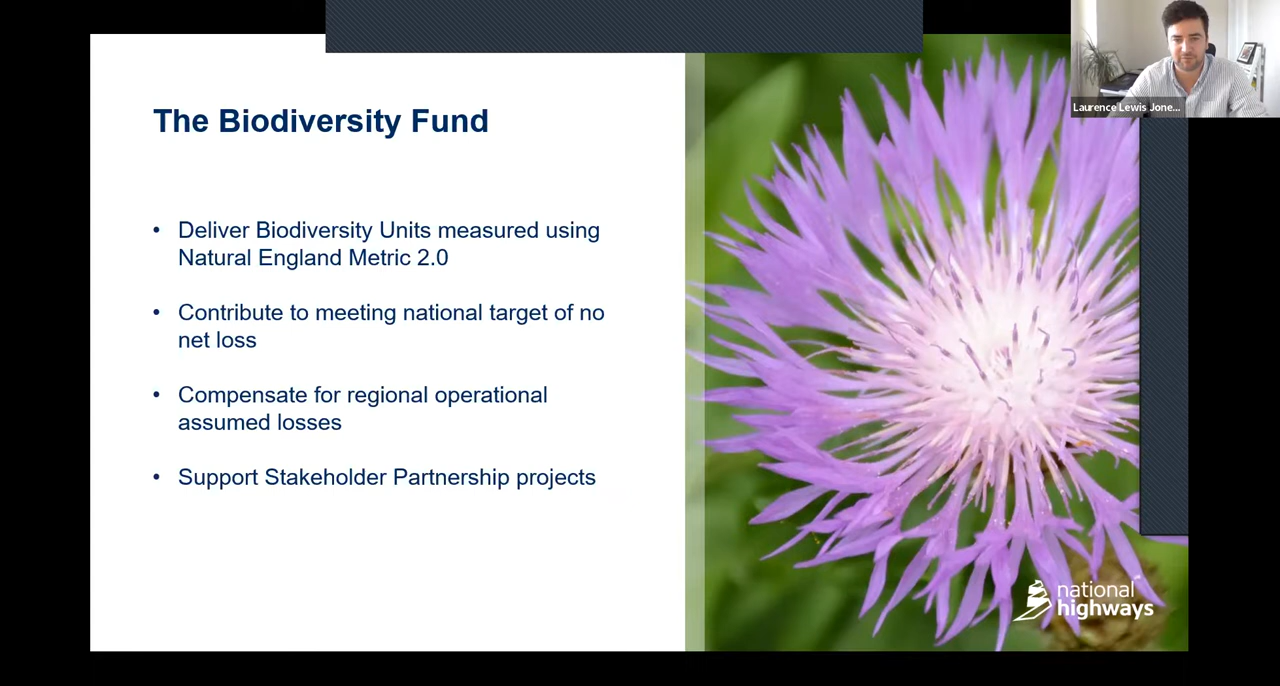 Laurence Lewis Jone...
The Biodiversity Fund
• Deliver Biodiversity Units measured using
Natural England Metric 2.0
• Contribute to meeting national target of no
net loss
• Compensate for regional operational
assumed losses
• Support Stakeholder Partnership projects
national
highways